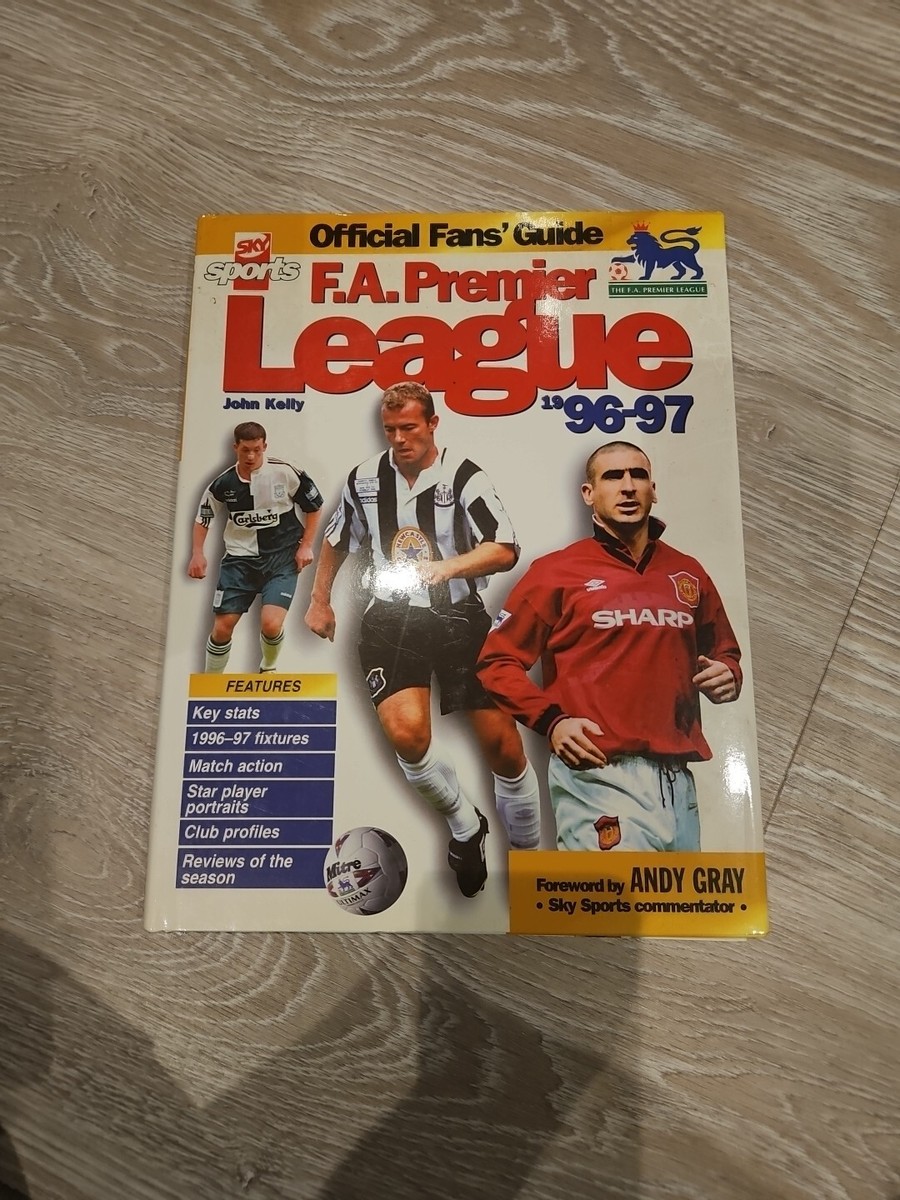 Official Fans' Guide
SKY
sports
F.A. Premier
League
THE F.A. PREMIER LEAGUE
John Kelly
1996-97
Carlsberg
adidas
NEWCASTLE
SHARP
FEATURES
Key stats
1996–97 fixtures
Match action
Star player
portraits
Club profiles
Reviews of the
season
Mitre
ULTIMAX
Foreword by ANDY GRAY
• Sky Sports commentator •